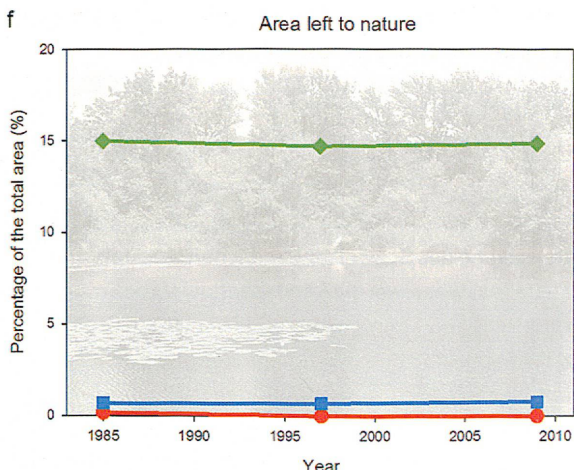 f
Area left to nature
20
15
10
5
0
Percentage of the total area (%)
1985 1990 1995 2000 2005 2010
Year